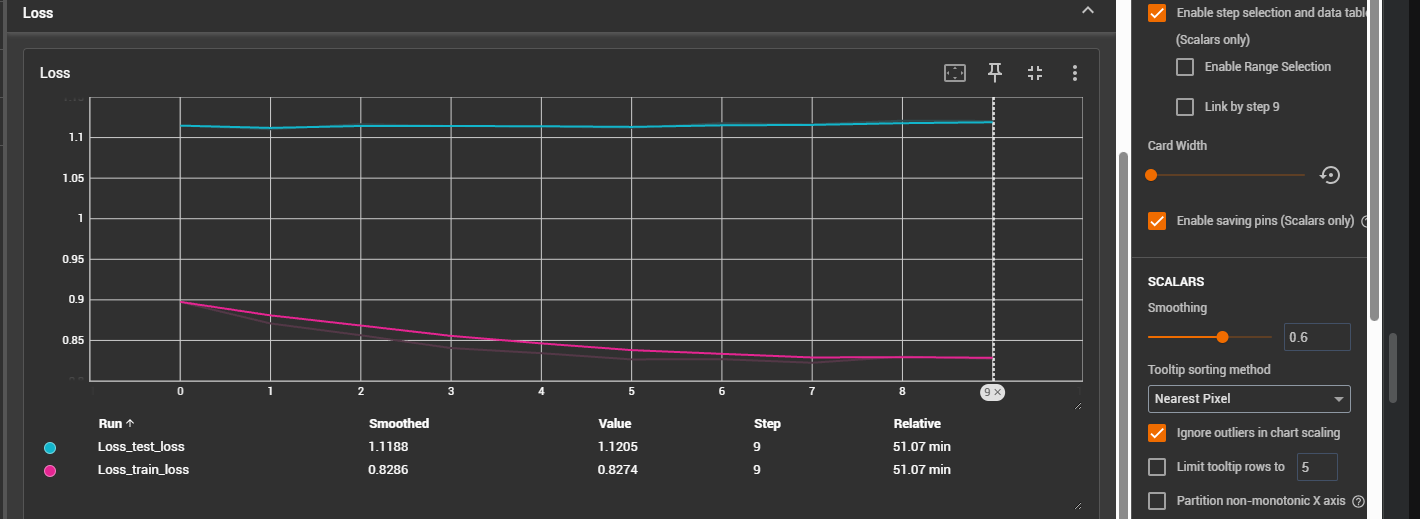 Loss
Loss
1.1
1.05
1
0.95
0.9
0.85
0 1 2 3 4 5 6 7 8 9 ×
Run ↑ Smoothed Value Step Relative
Loss_test_loss 1.1188 1.1205 9 51.07 min
Loss_train_loss 0.8286 0.8274 9 51.07 min
Enable step selection and data table
(Scalars only)
Enable Range Selection
Link by step 9
Card Width
Enable saving pins (Scalars only)
SCALARS
Smoothing
0.6
Tooltip sorting method
Nearest Pixel
Ignore outliers in chart scaling
Limit tooltip rows to 5
Partition non-monotonic X axis ?